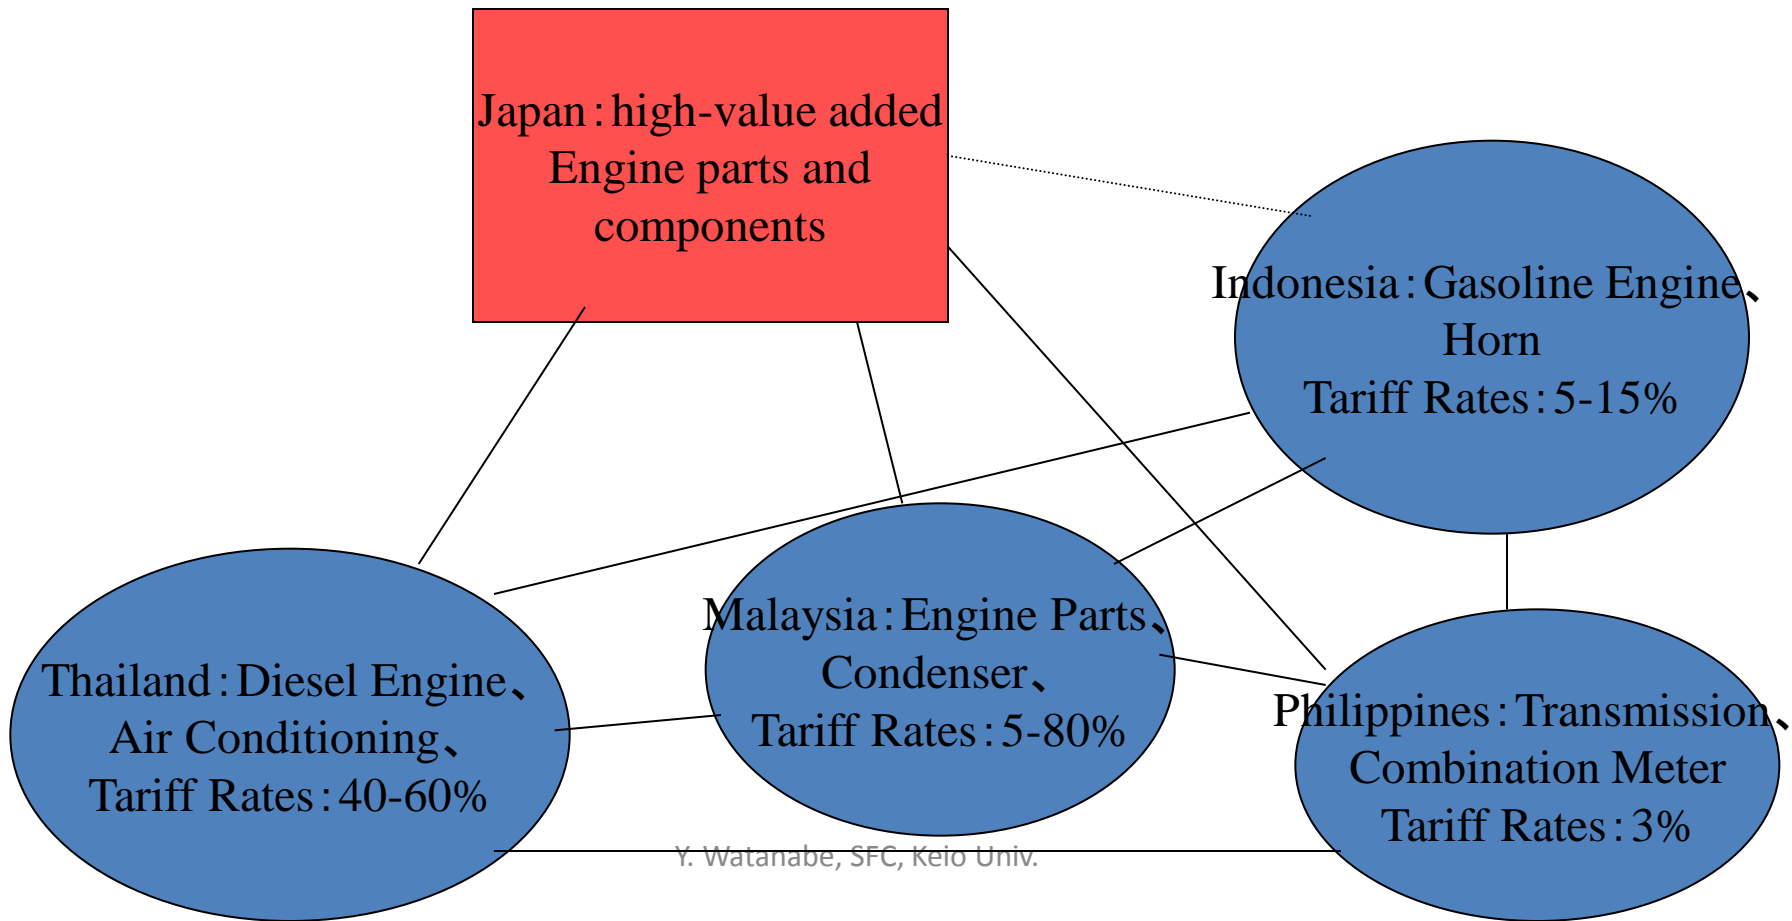 Japan：high-value added
Engine parts and
components
Indonesia：Gasoline Engine、
Horn
Tariff Rates：5-15%
Malaysia：Engine Parts、
Condenser、
Tariff Rates：5-80%
Thailand：Diesel Engine、
Air Conditioning、
Tariff Rates：40-60%
Philippines：Transmission、
Combination Meter
Tariff Rates：3%
Y. Watanabe, SFC, Keio Univ.